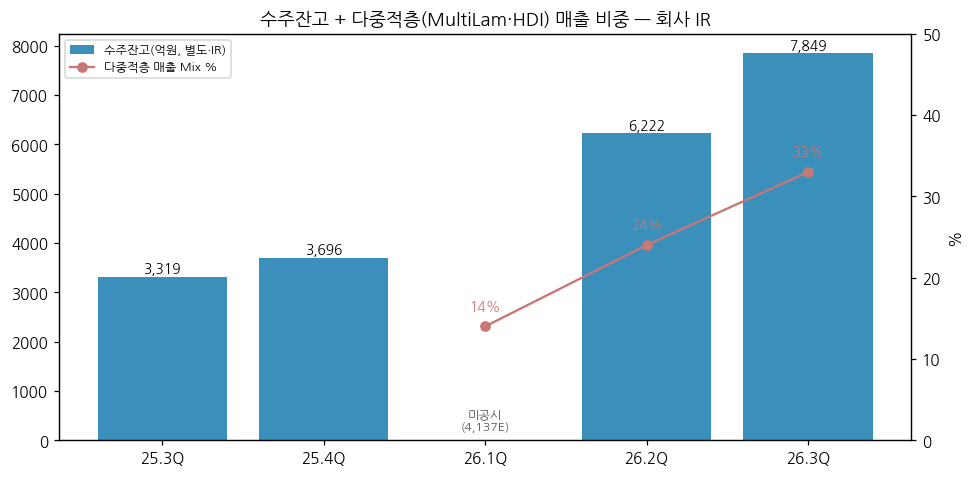 수주잔고 + 다중적층(MultiLam·HDI) 매출 비중 — 회사 IR
수주잔고(억원, 별도·IR)
다중적층 매출 Mix %
8000
7000
6000
5000
4000
3000
2000
1000
0
50
40
30
20
10
0
%
3,319
3,696
미공시
(4,137E)
6,222
7,849
14%
24%
33%
25.3Q
25.4Q
26.1Q
26.2Q
26.3Q